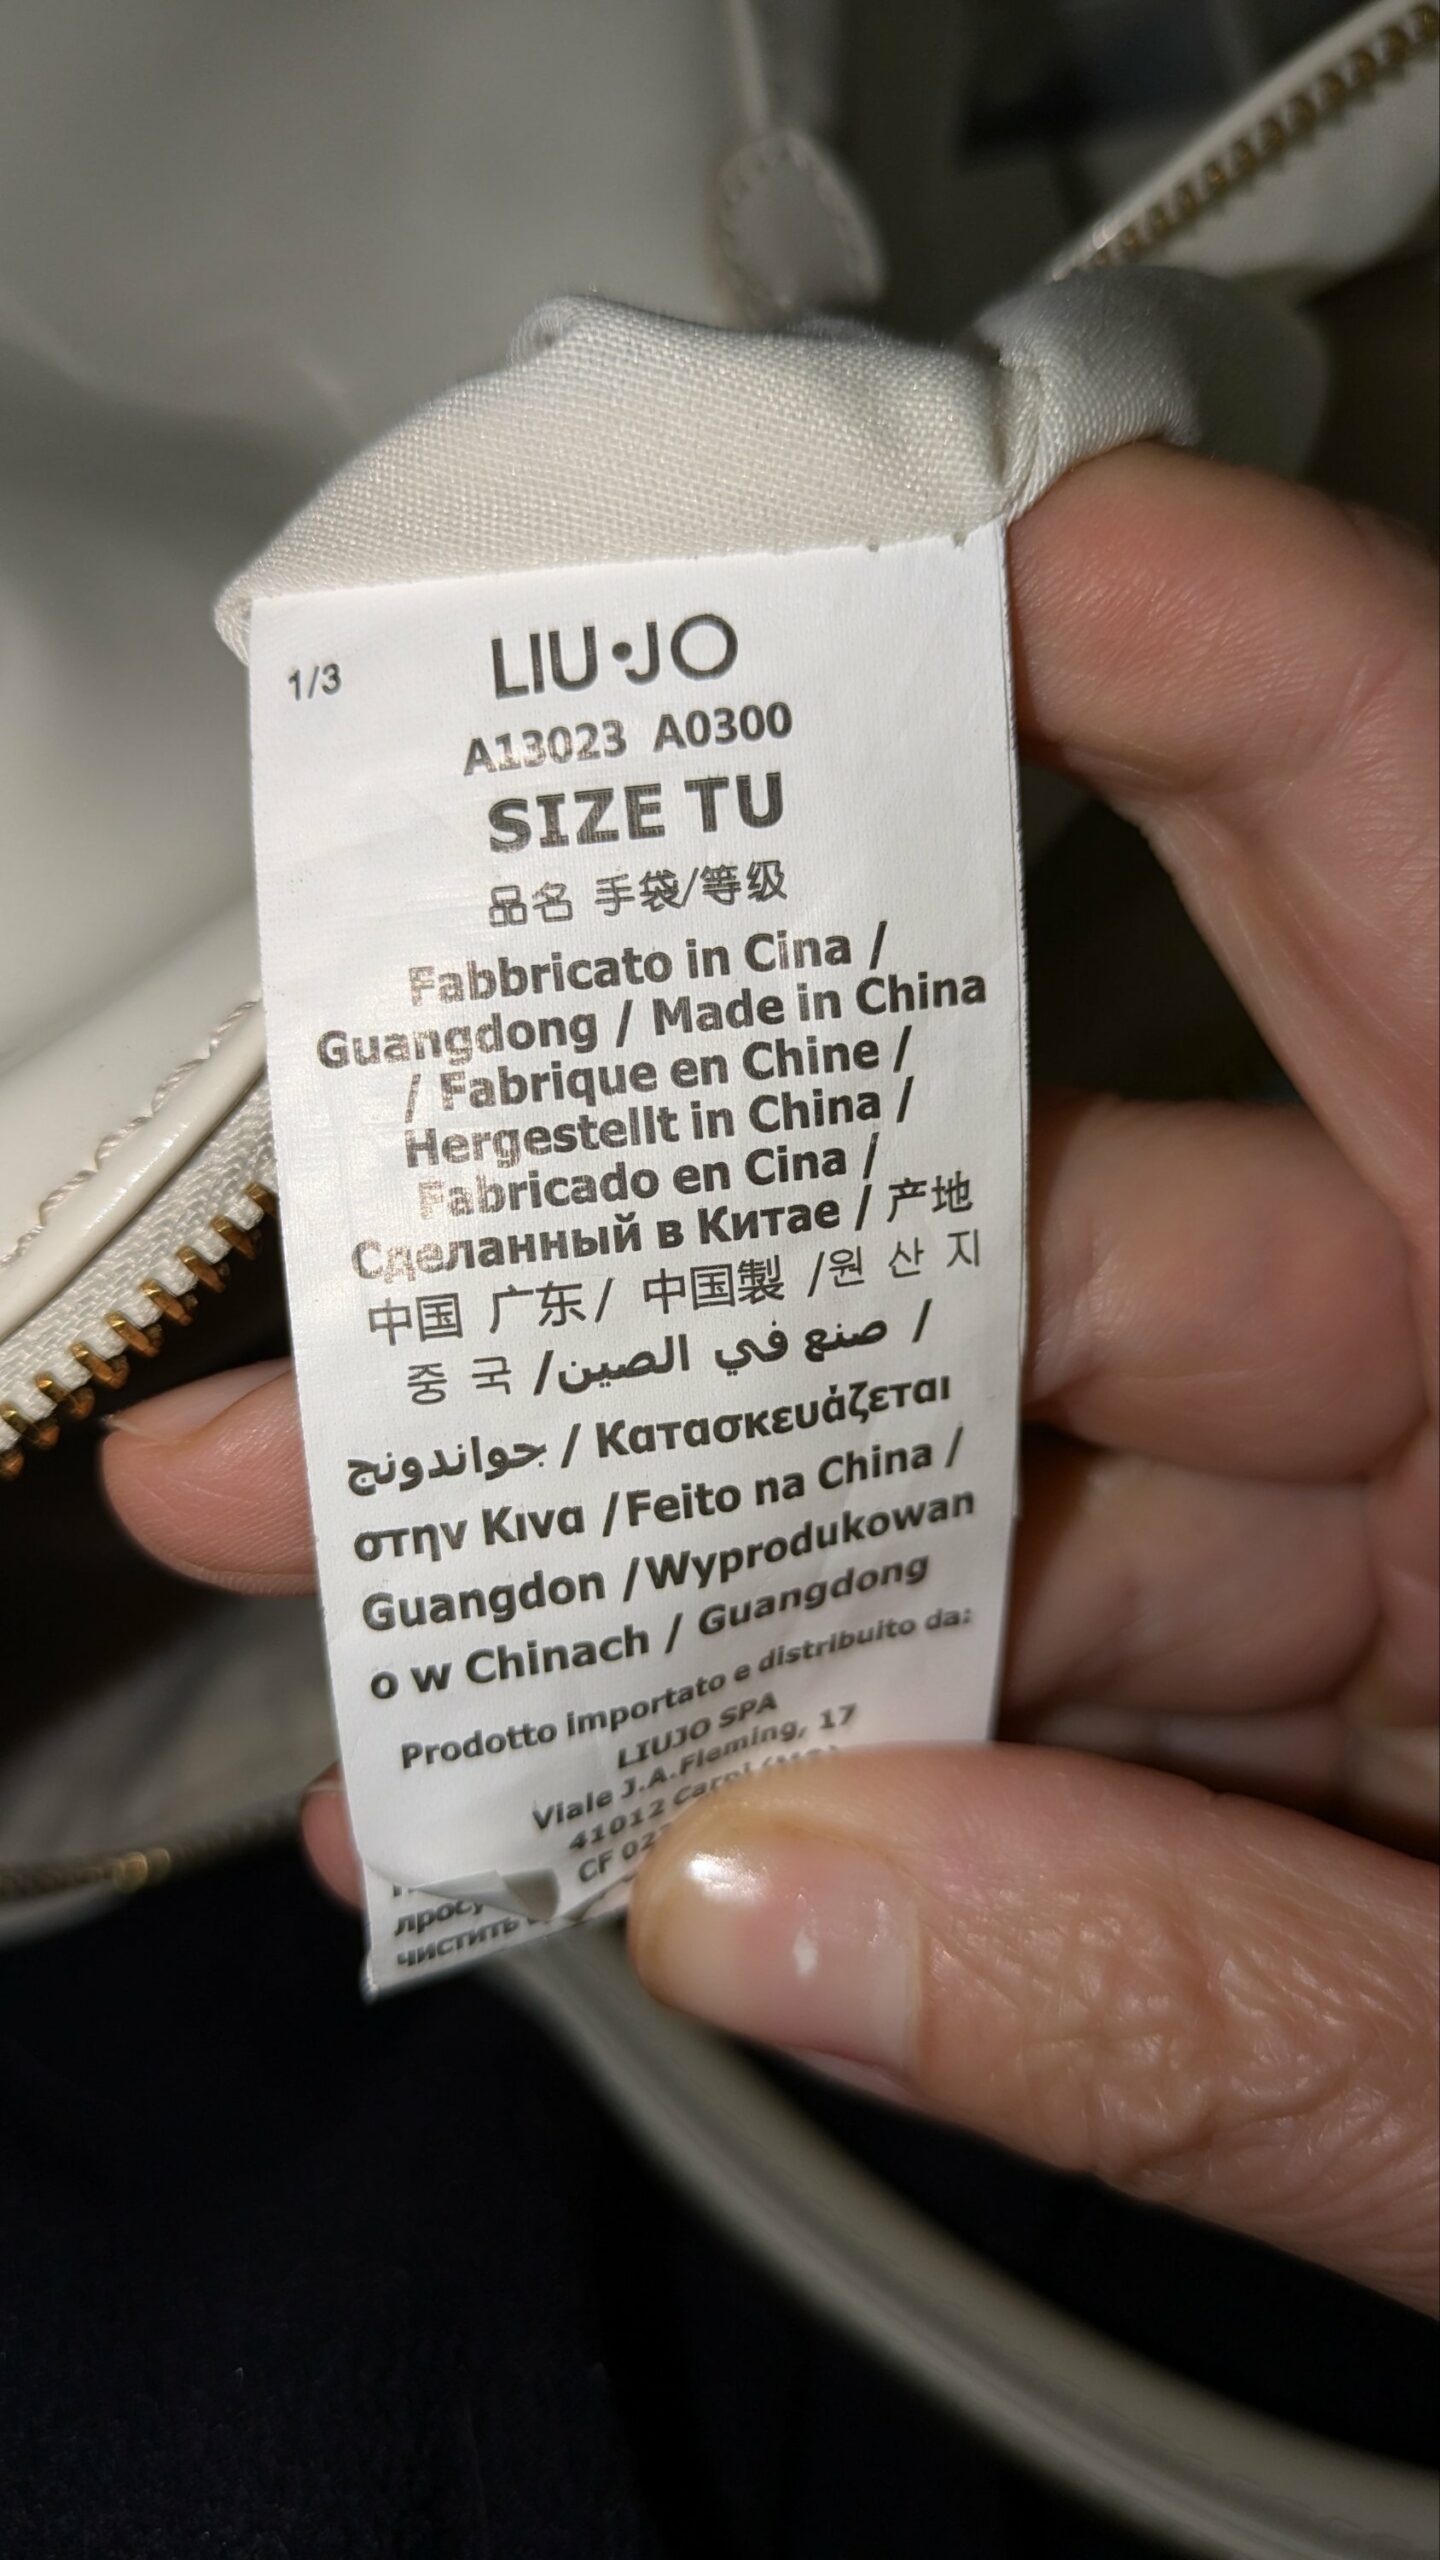 1/3
LIU•JO
A13023 A0300
SIZE TU
品名 手袋/等级
Fabbricato in Cina /
Guangdong / Made in China
/ Fabrique en Chine /
Hergestellt in China /
Fabricado en Cina /
Сделанный в Китае / 产地
中国 广东/ 中国製 /원 산 지
중 국 /صنع في الصين /
جواندونج / Κατασκευάζεται
στην Κινα /Feito na China /
Guangdon /Wyprodukowan
o w Chinach / Guangdong
Prodotto importato e distribuito da:
LIUJO SPA
Viale J.A.Fleming, 17
41012 Carpi
CF
чистить